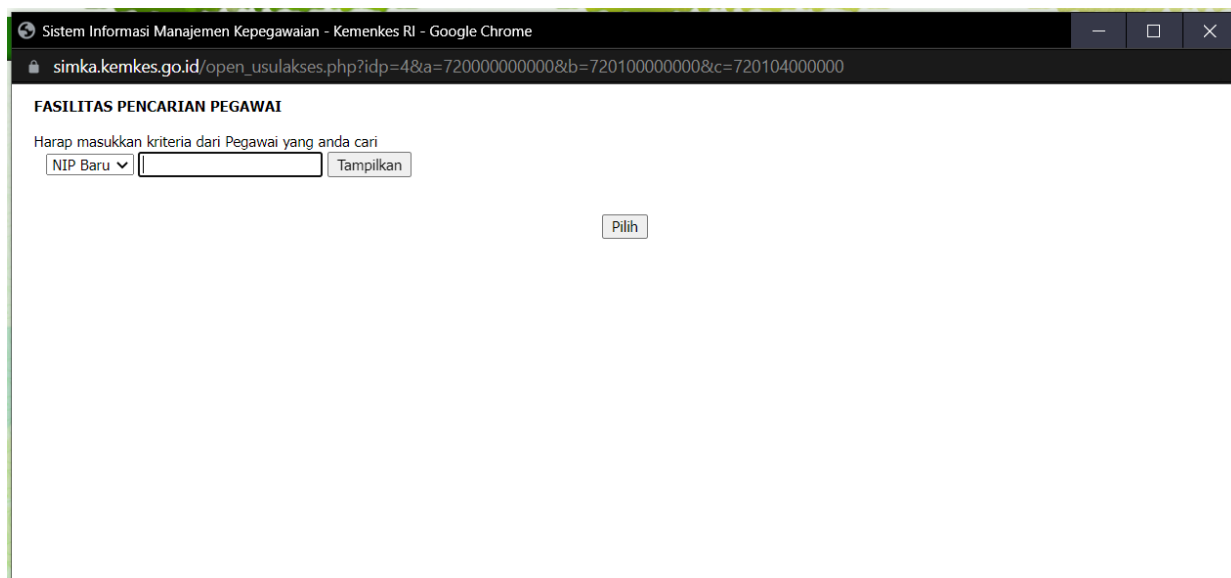 Sistem Informasi Manajemen Kepegawaian - Kemenkes RI - Google Chrome
simka.kemkes.go.id/open_usulakses.php?idp=4&a=720000000000&b=720100000000&c=720104000000
FASILITAS PENCARIAN PEGAWAI
Harap masukkan kriteria dari Pegawai yang anda cari
NIP Baru Tampilkan
Pilih